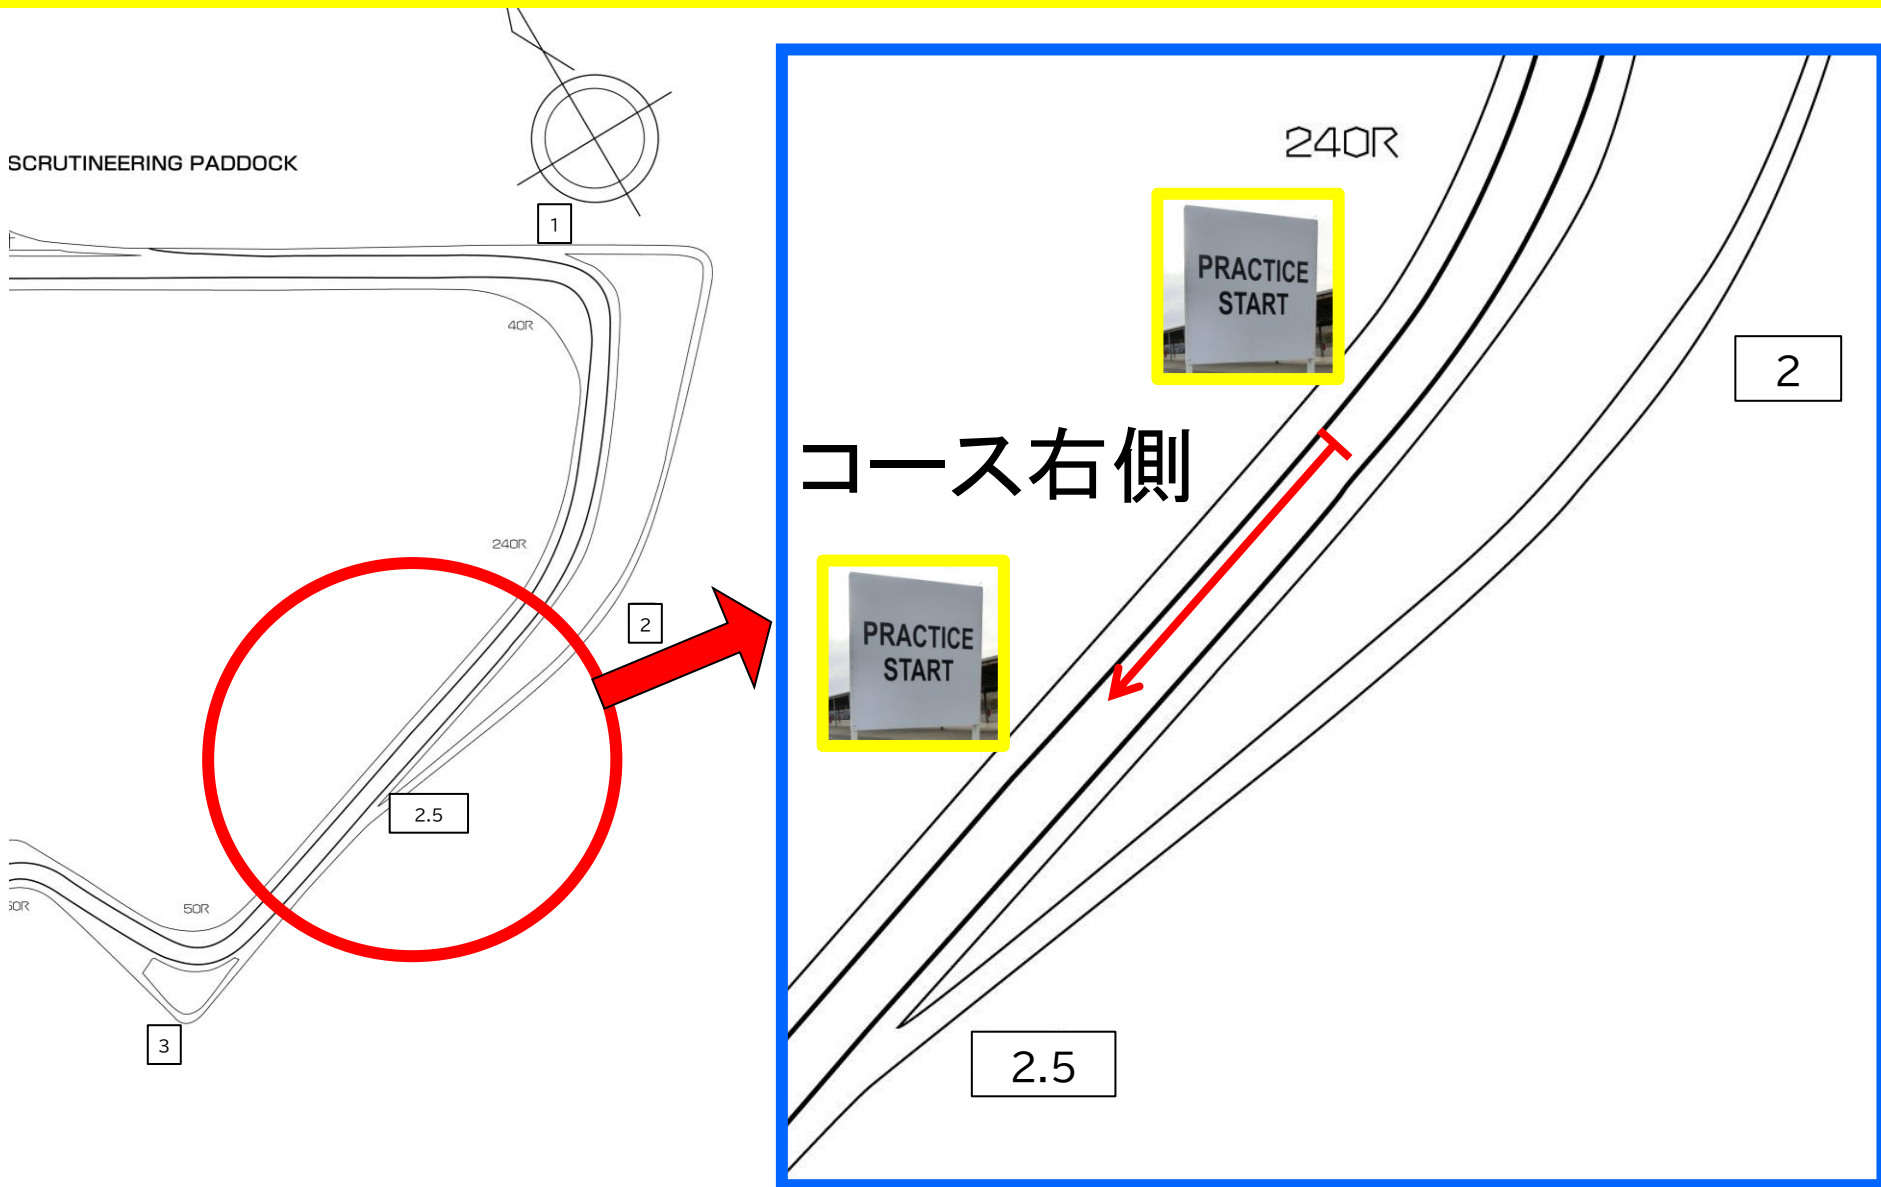 SCRUTINEERING PADDOCK
1
40R
240R
2
2.5
50R
3
240R
PRACTICE
START
2
コース右側
PRACTICE
START
2.5